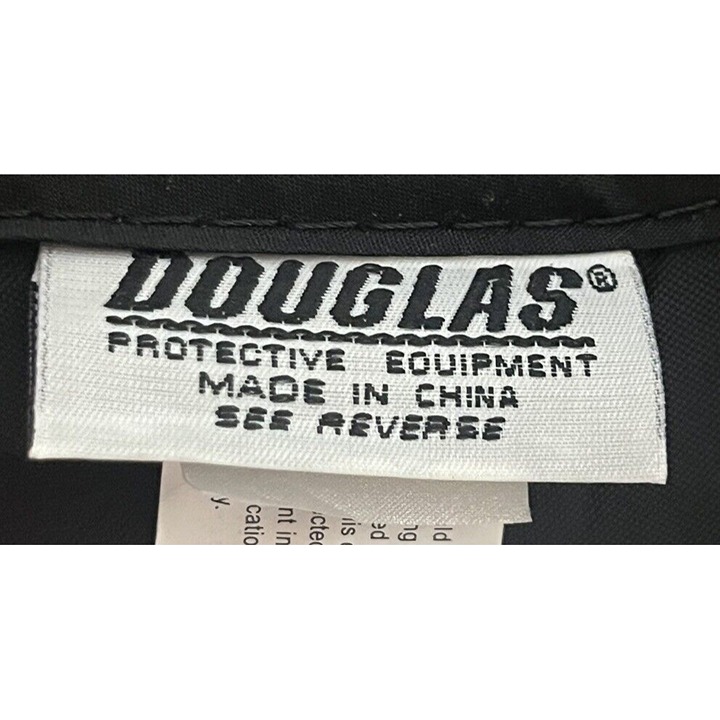 DOUGLAS®
PROTECTIVE EQUIPMENT
MADE IN CHINA
SEE REVERSE